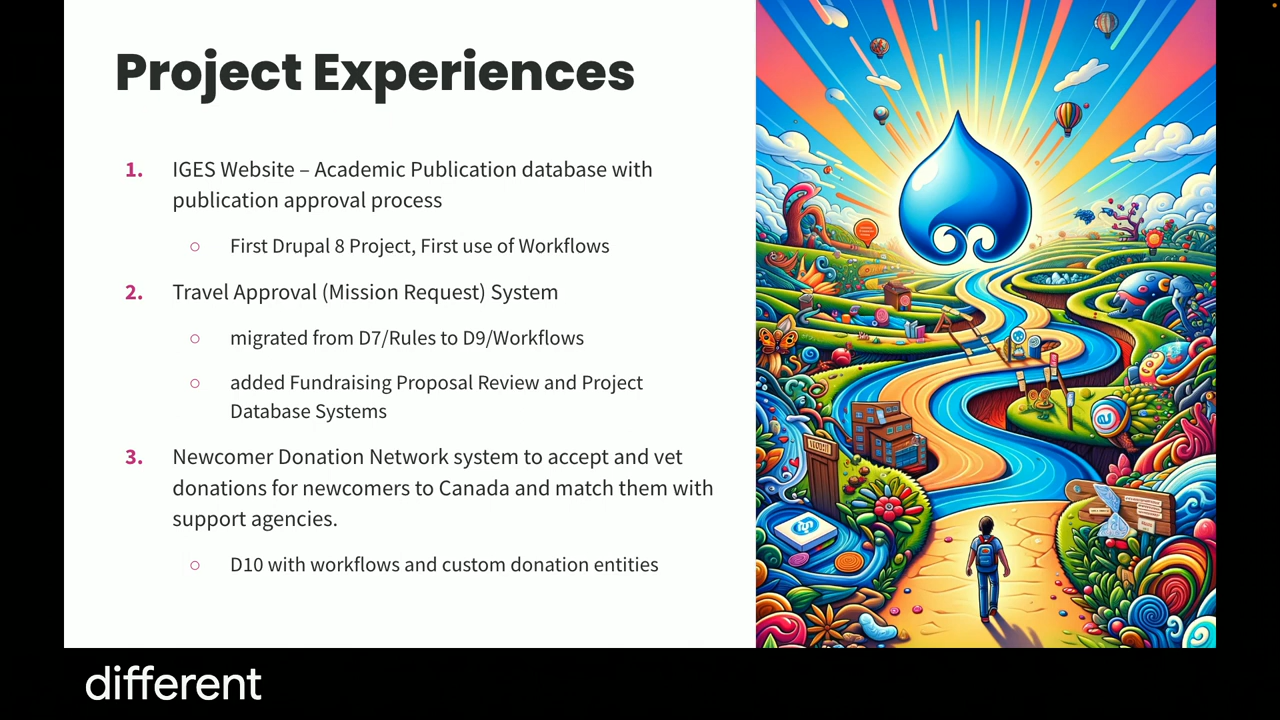 Project Experiences
1. IGES Website – Academic Publication database with
publication approval process
○ First Drupal 8 Project, First use of Workflows
2. Travel Approval (Mission Request) System
○ migrated from D7/Rules to D9/Workflows
○ added Fundraising Proposal Review and Project
Database Systems
3. Newcomer Donation Network system to accept and vet
donations for newcomers to Canada and match them with
support agencies.
○ D10 with workflows and custom donation entities
different